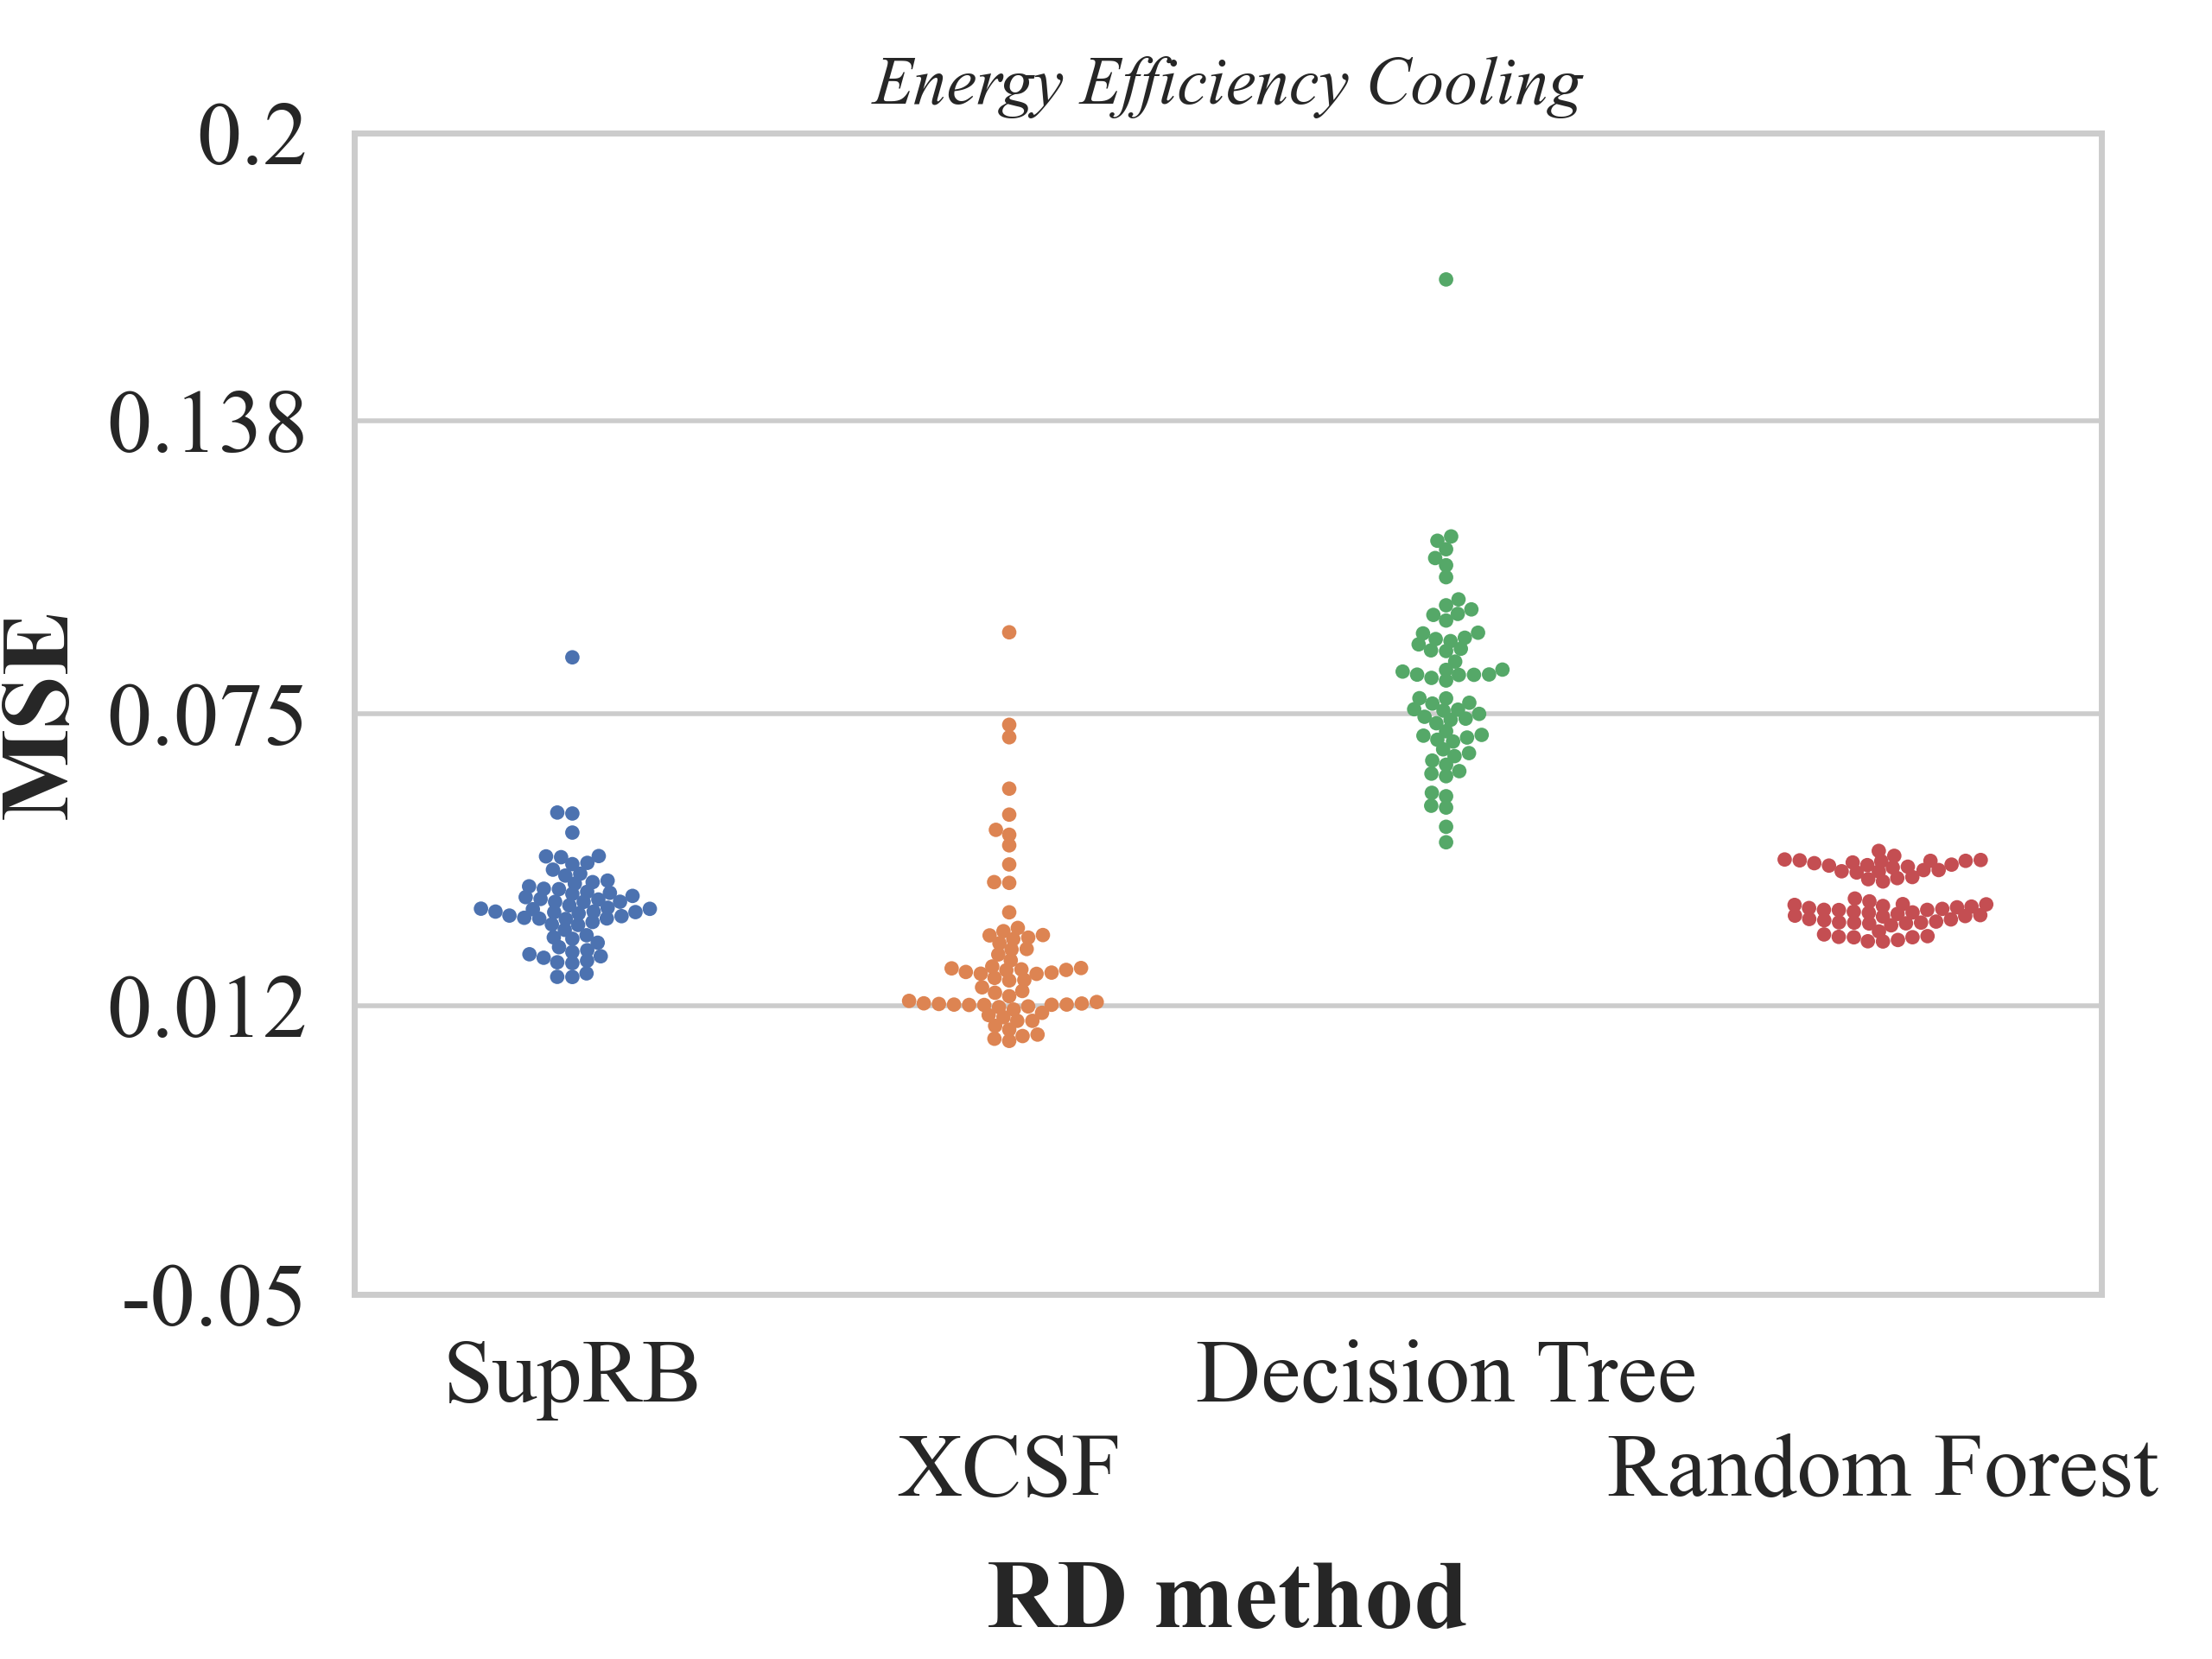 Energy Efficiency Cooling
0.2
0.138
0.075
0.012
-0.05
MSE
SupRB
Decision Tree
XCSF
Random Forest
RD method